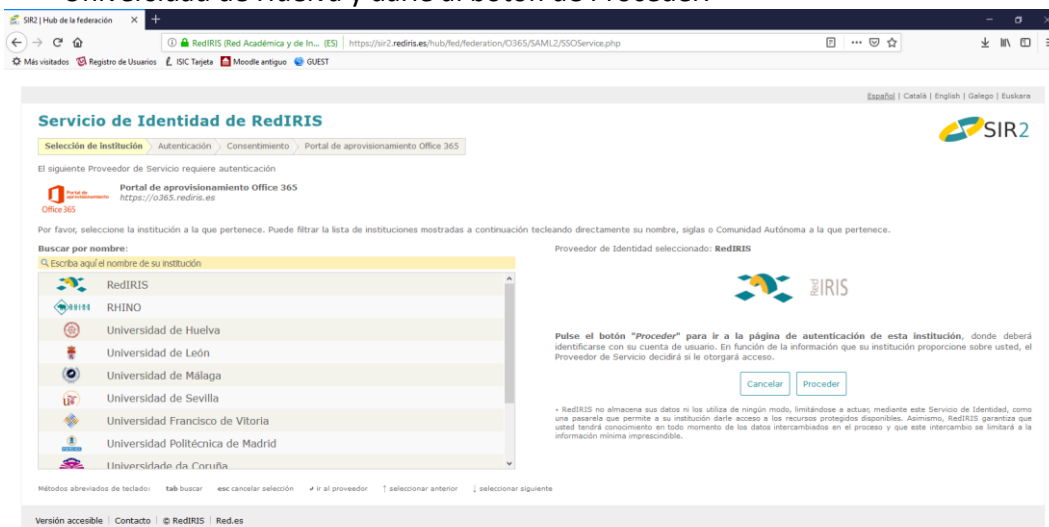 Universidad de Huelva y darle al botón de Proceder.
SIR2 | Hub de la federación
RedIRIS (Red Académica y de In... (ES)
https://sir2.rediris.es/hub/fed/federation/O365/SAML2/SSOService.php
Más visitados Registro de Usuarios ISIC Tarjeta Moodle antiguo GUEST
Español | Català | English | Galego | Euskara
Servicio de Identidad de RedIRIS
SIR2
Selección de institución Autenticación Consentimiento Portal de aprovisionamiento Office 365
El siguiente Proveedor de Servicio requiere autenticación
Portal de aprovisionamiento
Office 365
Portal de aprovisionamiento Office 365
https://o365.rediris.es
Por favor, seleccione la institución a la que pertenece. Puede filtrar la lista de instituciones mostradas a continuación tecleando directamente su nombre, siglas o Comunidad Autónoma a la que pertenece.
Buscar por nombre:
Escriba aquí el nombre de su institución
RedIRIS
RHINO
Universidad de Huelva
Universidad de León
Universidad de Málaga
Universidad de Sevilla
Universidad Francisco de Vitoria
Universidad Politécnica de Madrid
Universidade da Coruña
Proveedor de Identidad seleccionado: RedIRIS
Red IRIS
Pulse el botón "Proceder" para ir a la página de autenticación de esta institución, donde deberá
identificarse con su cuenta de usuario. En función de la información que su institución proporcione sobre usted, el
Proveedor de Servicio decidirá si le otorgará acceso.
Cancelar Proceder
• RedIRIS no almacena sus datos ni los utiliza de ningún modo, limitándose a actuar, mediante este Servicio de Identidad, como
una pasarela que permite a su institución darle acceso a los recursos protegidos disponibles. Asimismo, RedIRIS garantiza que
usted tendrá conocimiento en todo momento de los datos intercambiados en el proceso y que este intercambio se limitará a la
información mínima imprescindible.
Métodos abreviados de teclado: tab buscar esc cancelar selección ↲ ir al proveedor ↑ seleccionar anterior ↓ seleccionar siguiente
Versión accesible | Contacto | © RedIRIS | Red.es